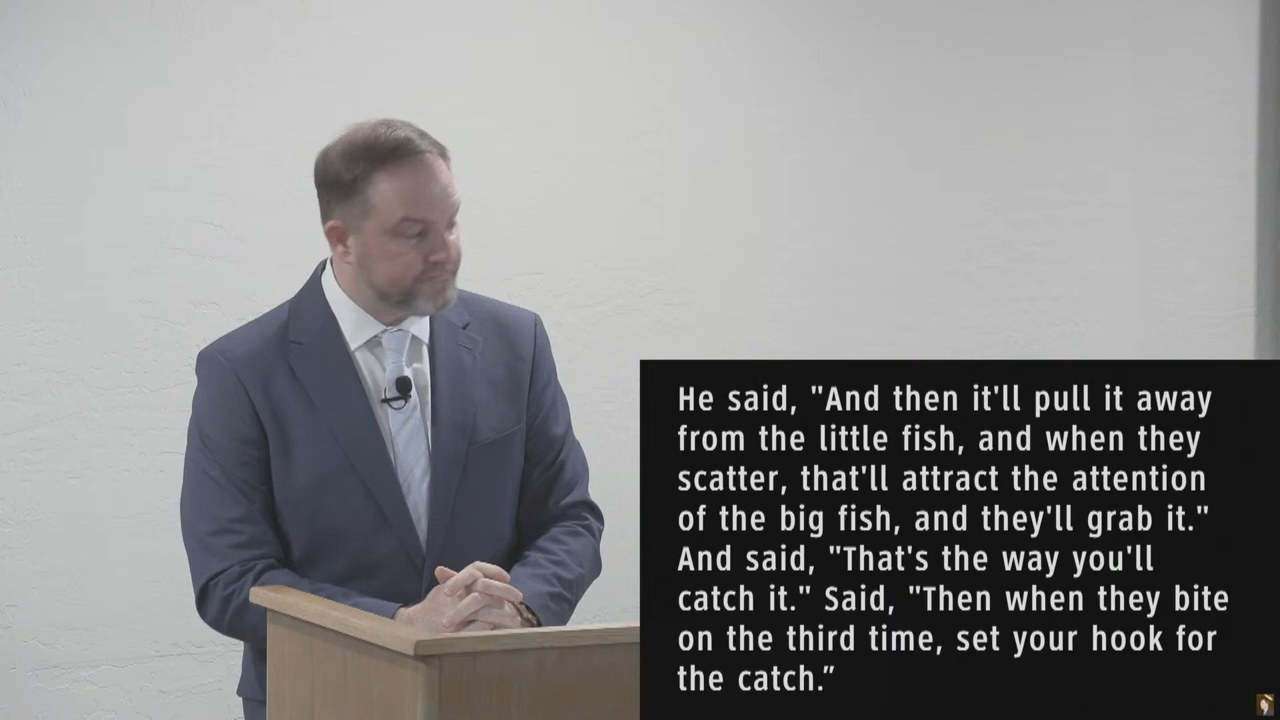 He said, "And then it'll pull it away
from the little fish, and when they
scatter, that'll attract the attention
of the big fish, and they'll grab it."
And said, "That's the way you'll
catch it." Said, "Then when they bite
on the third time, set your hook for
the catch.”